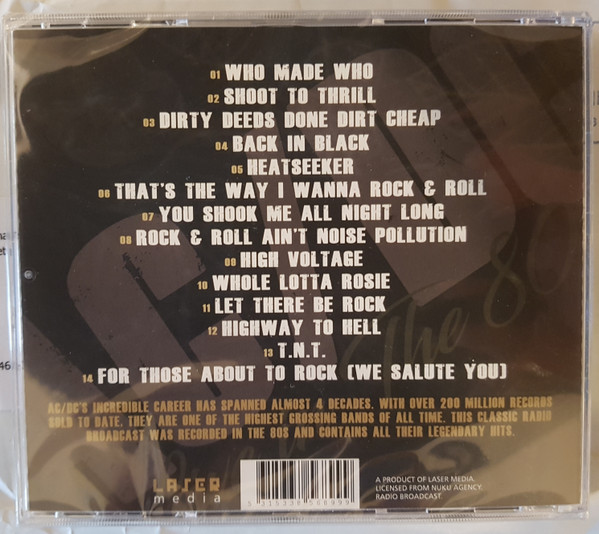 01 WHO MADE WHO
02 SHOOT TO THRILL
03 DIRTY DEEDS DONE DIRT CHEAP
04 BACK IN BLACK
05 HEATSEEKER
06 THAT'S THE WAY I WANNA ROCK & ROLL
07 YOU SHOOK ME ALL NIGHT LONG
08 ROCK & ROLL AIN'T NOISE POLLUTION
09 HIGH VOLTAGE
10 WHOLE LOTTA ROSIE
11 LET THERE BE ROCK
12 HIGHWAY TO HELL
13 T.N.T.
14 FOR THOSE ABOUT TO ROCK (WE SALUTE YOU)
AC/DC'S INCREDIBLE CAREER HAS SPANNED ALMOST 4 DECADES, WITH OVER 200 MILLION RECORDS
SOLD TO DATE. THEY ARE ONE OF THE HIGHEST GROSSING BANDS OF ALL TIME. THIS CLASSIC RADIO
BROADCAST WAS RECORDED IN THE 80S AND CONTAINS ALL THEIR LEGENDARY HITS.
LASER
media
A PRODUCT OF LASER MEDIA.
LICENSED FROM NUKU AGENCY.
RADIO BROADCAST.
The 80